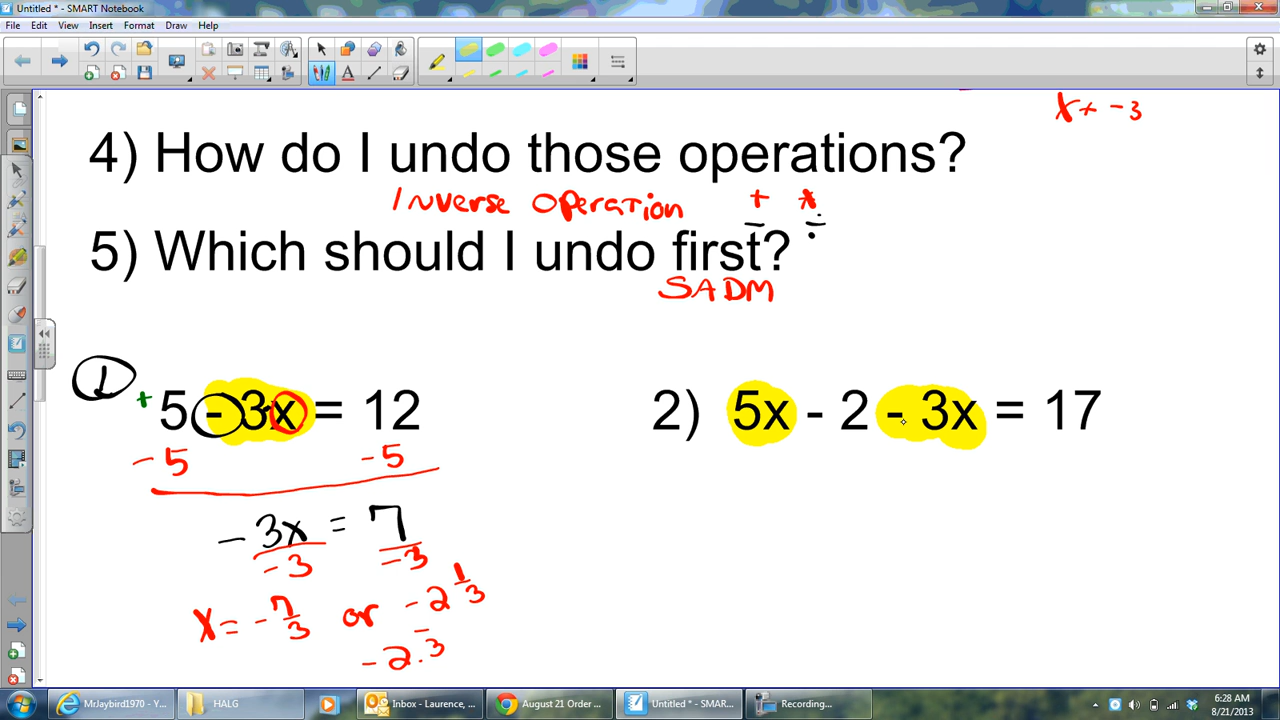 Untitled * - SMART Notebook
File Edit View Insert Format Draw Help
x = -3
4) How do I undo those operations?
Inverse operation + * - ÷
5) Which should I undo first?
SADM
1
+ 5 - 3x = 12
-5 -5
-3x = 7
-3 -3
x = -7/3 or -2 1/3
-2.3̅
2) 5x - 2 - 3x = 17
MrJaybird1970 - Y...
HALG
Inbox - Laurence, ...
August 21 Order ...
Untitled * - SMAR...
Recording...
6:28 AM
8/21/2013